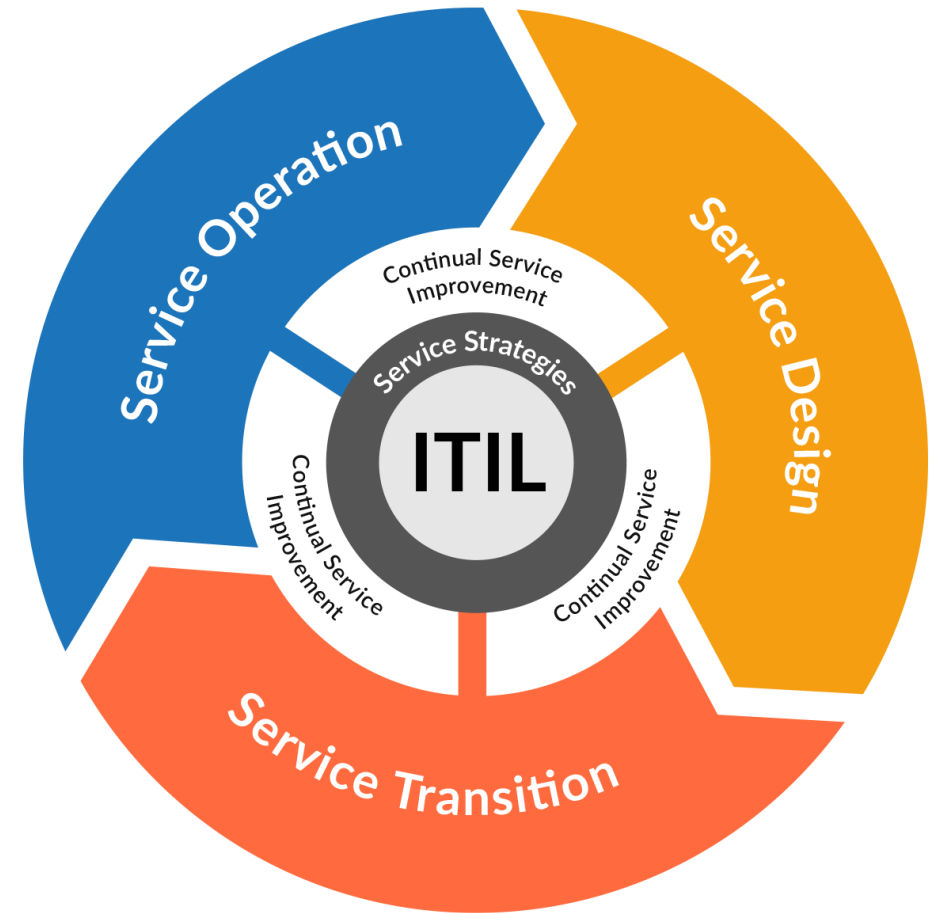 Service Operation
Service Design
Continual Service
Improvement
Service Strategies
ITIL
Continual Service
Improvement
Continual Service
Improvement
Service Transition